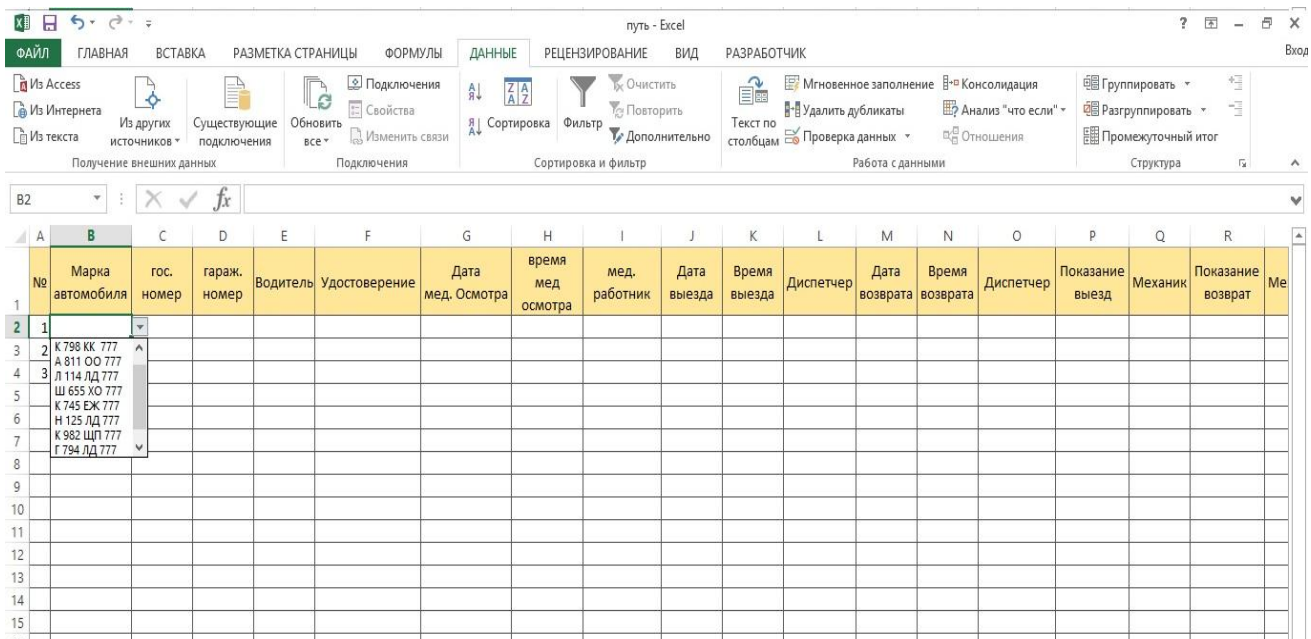 путь - Excel
ФАЙЛ ГЛАВНАЯ ВСТАВКА РАЗМЕТКА СТРАНИЦЫ ФОРМУЛЫ ДАННЫЕ РЕЦЕНЗИРОВАНИЕ ВИД РАЗРАБОТЧИК Вход
Из Access
Из Интернета
Из текста
Из других
источников
Существующие
подключения
Получение внешних данных
Обновить
все
Подключения
Свойства
Изменить связи
Подключения
Сортировка
Фильтр
Очистить
Повторить
Дополнительно
Сортировка и фильтр
Текст по
столбцам
Мгновенное заполнение
Удалить дубликаты
Проверка данных
Консолидация
Анализ "что если"
Отношения
Работа с данными
Группировать
Разгруппировать
Промежуточный итог
Структура
B2
fx
A B C D E F G H I J K L M N O P Q R
1
№
Марка
автомобиля
гос.
номер
гараж.
номер
Водитель
Удостоверение
Дата
мед. Осмотра
время
мед
осмотра
мед.
работник
Дата
выезда
Время
выезда
Диспетчер
Дата
возврата
Время
возврата
Диспетчер
Показание
выезд
Механик
Показание
возврат
Ме
2 1
3 2
4 3
К 798 КК 777
А 811 ОО 777
Л 114 ЛД 777
Ш 655 ХО 777
К 745 ЕЖ 777
Н 125 ЛД 777
К 982 ЩП 777
Г 794 ЛД 777
5
6
7
8
9
10
11
12
13
14
15